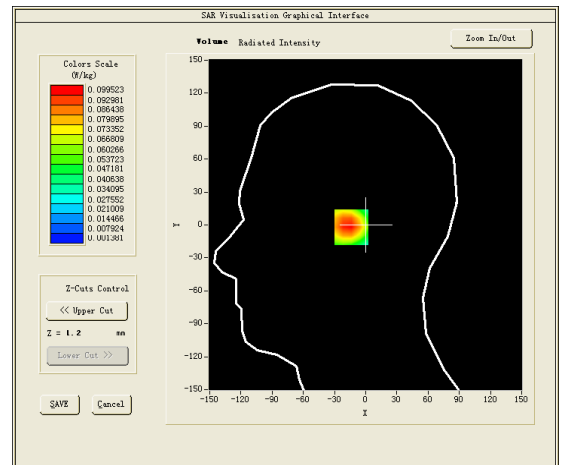 SAR Visualisation Graphical Interface
Volume Radiated Intensity
Zoom In/Out
Colors Scale
(W/kg)
0.099523
0.092981
0.086438
0.079895
0.073352
0.066809
0.060266
0.053723
0.047181
0.040638
0.034095
0.027552
0.021009
0.014466
0.007924
0.001381
Z-Cuts Control
<< Upper Cut
Z = 1.2 mm
Lower Cut >>
SAVE Cancel
150
120
90
60
30
0
-30
-60
-90
-120
-150
Y
-150 -120 -90 -60 -30 0 30 60 90 120 150
X